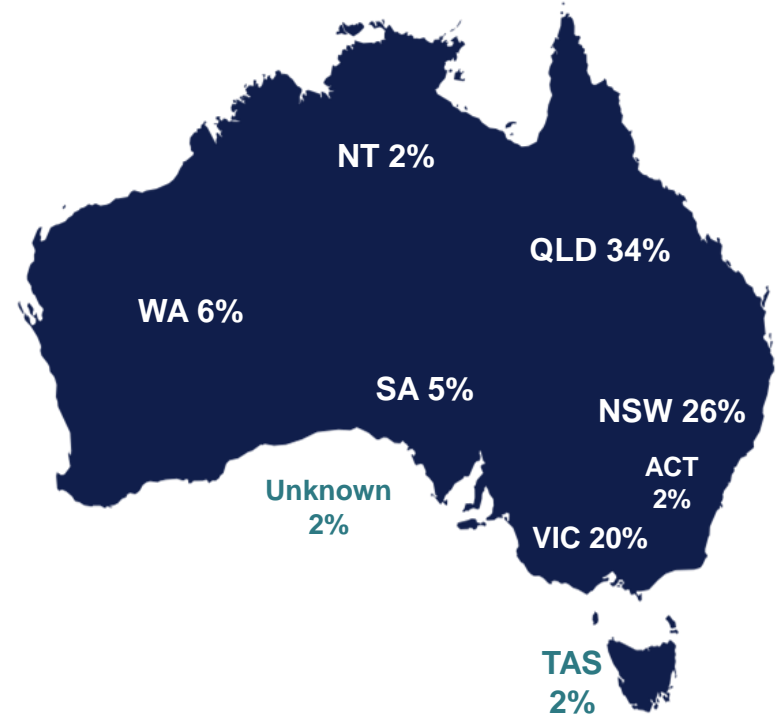 NT 2%
QLD 34%
WA 6%
SA 5%
NSW 26%
ACT
2%
Unknown
2%
VIC 20%
TAS
2%